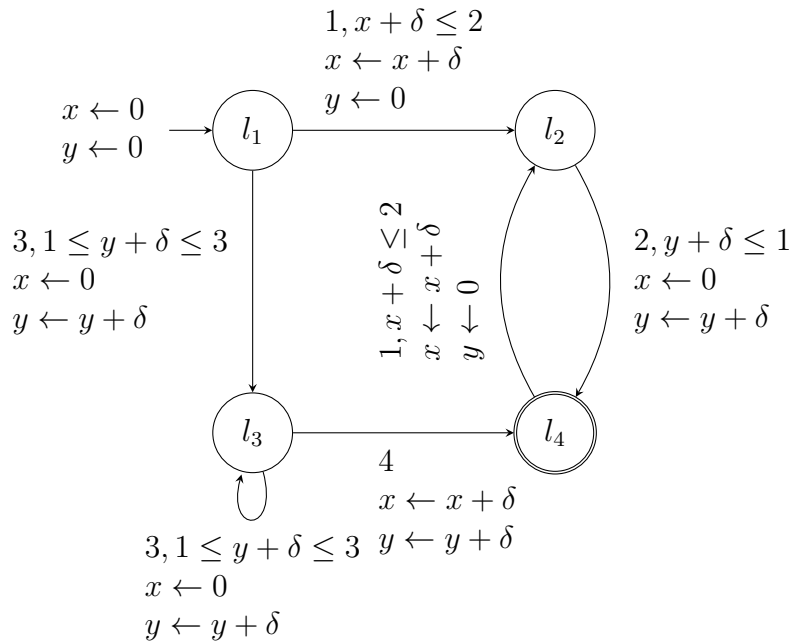 1, x + δ ≤ 2
x ← x + δ
y ← 0
x ← 0
y ← 0
l₁
l₂
3, 1 ≤ y + δ ≤ 3
x ← 0
y ← y + δ
1, x + δ ≤ 2
x ← x + δ
y ← 0
2, y + δ ≤ 1
x ← 0
y ← y + δ
l₃
l₄
4
x ← x + δ
y ← y + δ
3, 1 ≤ y + δ ≤ 3
x ← 0
y ← y + δ